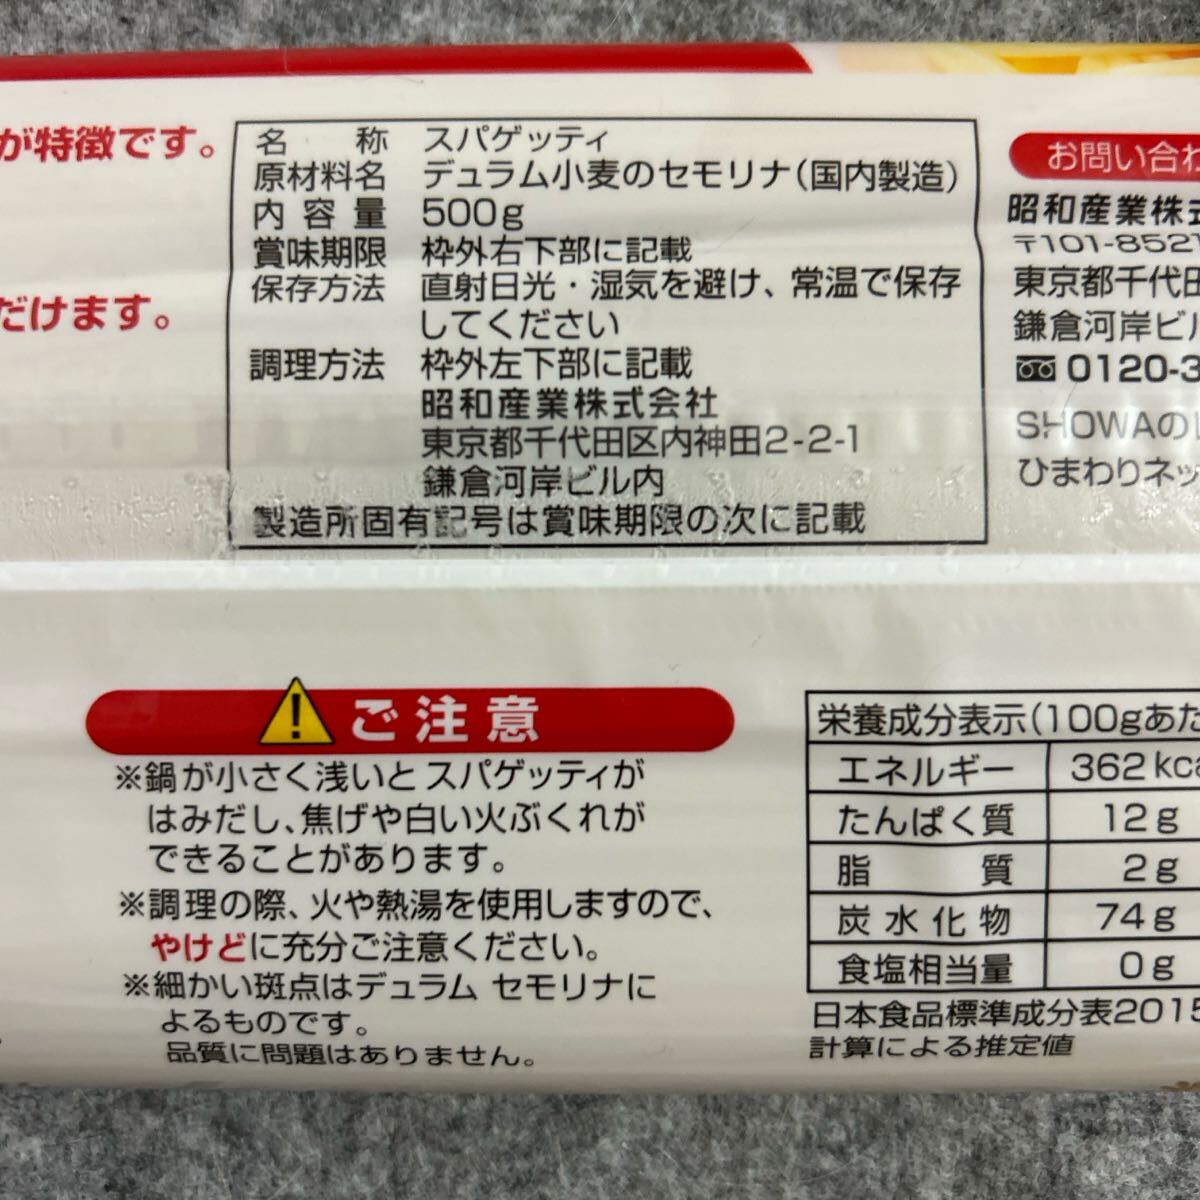 が特徴です。
だけます。
名称 スパゲッティ
原材料名 デュラム小麦のセモリナ(国内製造)
内容量 500g
賞味期限 枠外右下部に記載
保存方法 直射日光・湿気を避け、常温で保存
してください
調理方法 枠外左下部に記載
昭和産業株式会社
東京都千代田区内神田2-2-1
鎌倉河岸ビル内
製造所固有記号は賞味期限の次に記載
お問い合わ
昭和産業株式
〒101-8521
東京都千代田
鎌倉河岸ビル
0120-3
SHOWAの
ひまわりネッ
ご注意
※鍋が小さく浅いとスパゲッティが
はみだし、焦げや白い火ぶくれが
できることがあります。
※調理の際、火や熱湯を使用しますので、
やけどに充分ご注意ください。
※細かい斑点はデュラム セモリナに
よるものです。
品質に問題はありません。
栄養成分表示(100gあた
エネルギー 362kca
たんぱく質 12g
脂質 2g
炭水化物 74g
食塩相当量 0g
日本食品標準成分表2015
計算による推定値